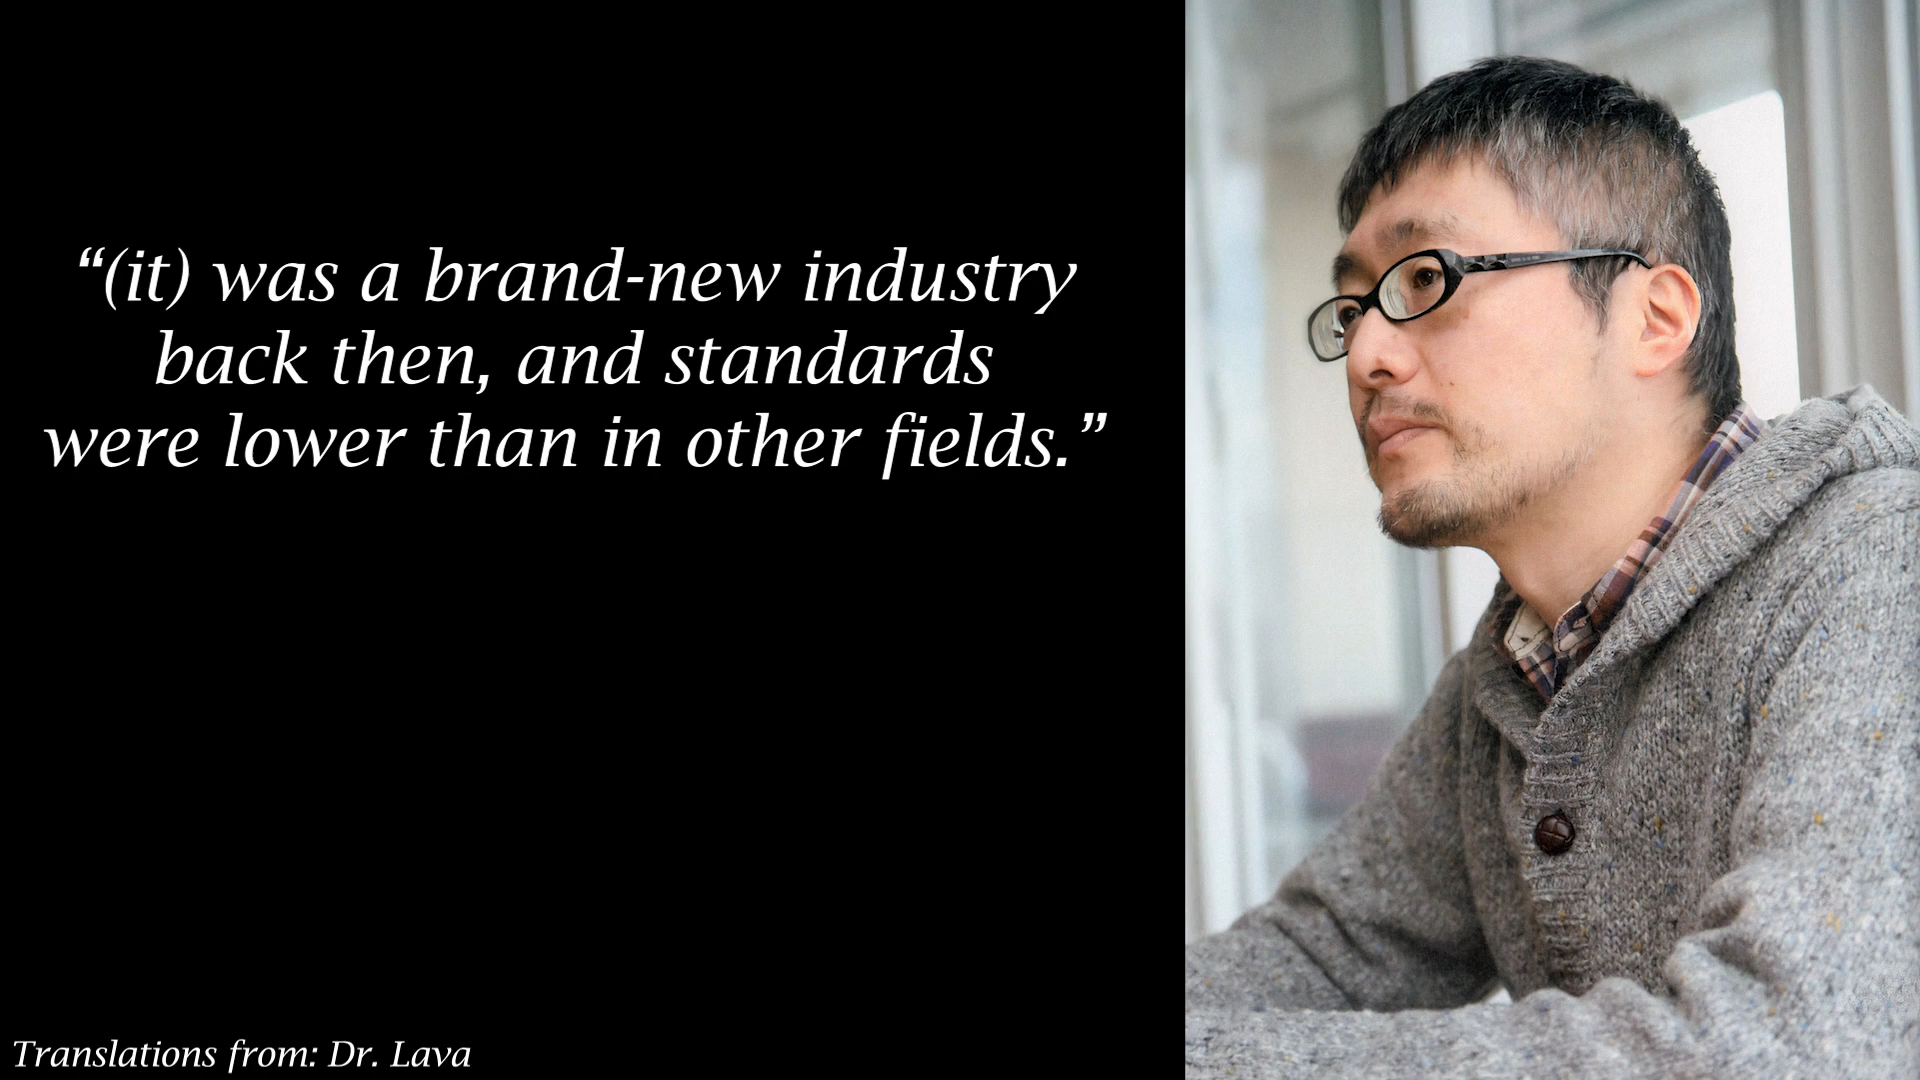 “(it) was a brand-new industry
back then, and standards
were lower than in other fields.”
Translations from: Dr. Lava